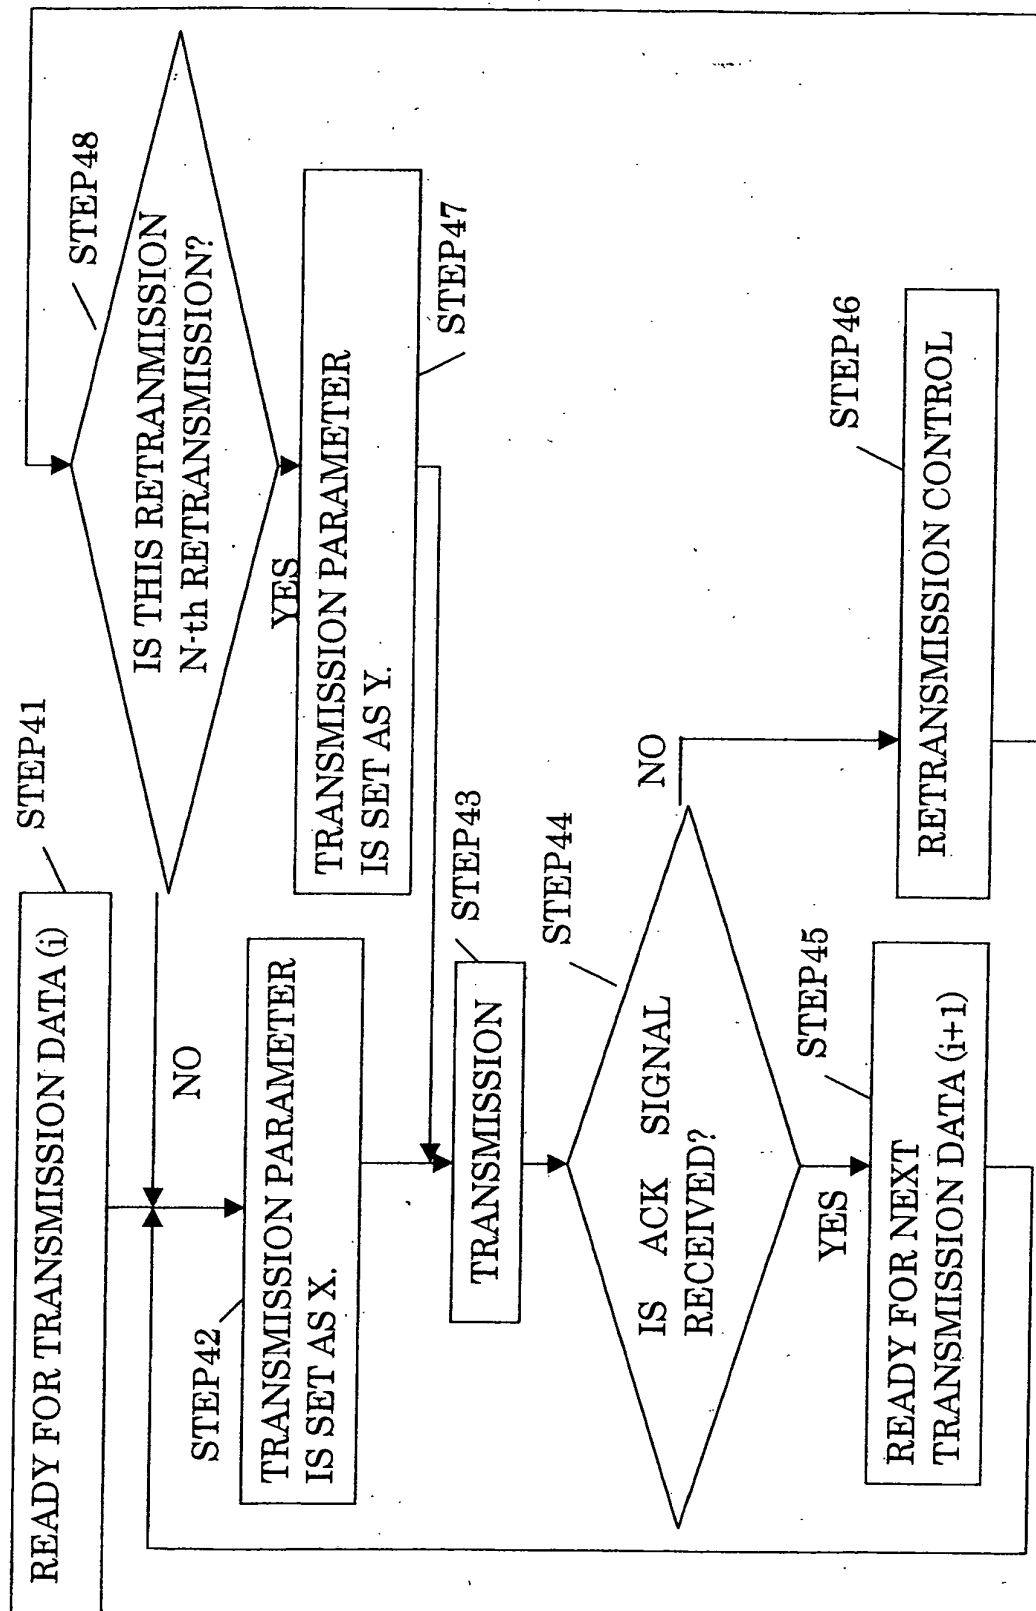 READY FOR TRANSMISSION DATA (i)
STEP41
STEP42
TRANSMISSION PARAMETER
IS SET AS X.
NO
STEP48
IS THIS RETRANMISSION
N-th RETRANSMISSION?
YES
TRANSMISSION PARAMETER
IS SET AS Y.
STEP47
TRANSMISSION
STEP43
IS ACK SIGNAL
RECEIVED?
STEP44
NO
YES
READY FOR NEXT
TRANSMISSION DATA (i+1)
STEP45
RETRANSMISSION CONTROL
STEP46